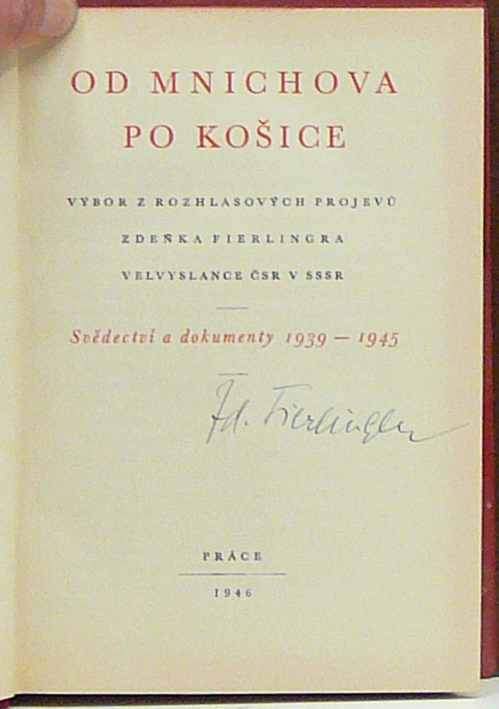 OD MNICHOVA
PO KOŠICE
VÝBOR Z ROZHLASOVÝCH PROJEVŮ
ZDEŇKA FIERLINGRA
VELVYSLANCE ČSR V SSSR
Svědectví a dokumenty 1939 — 1945
Zd. Fierlinger
PRÁCE
1946